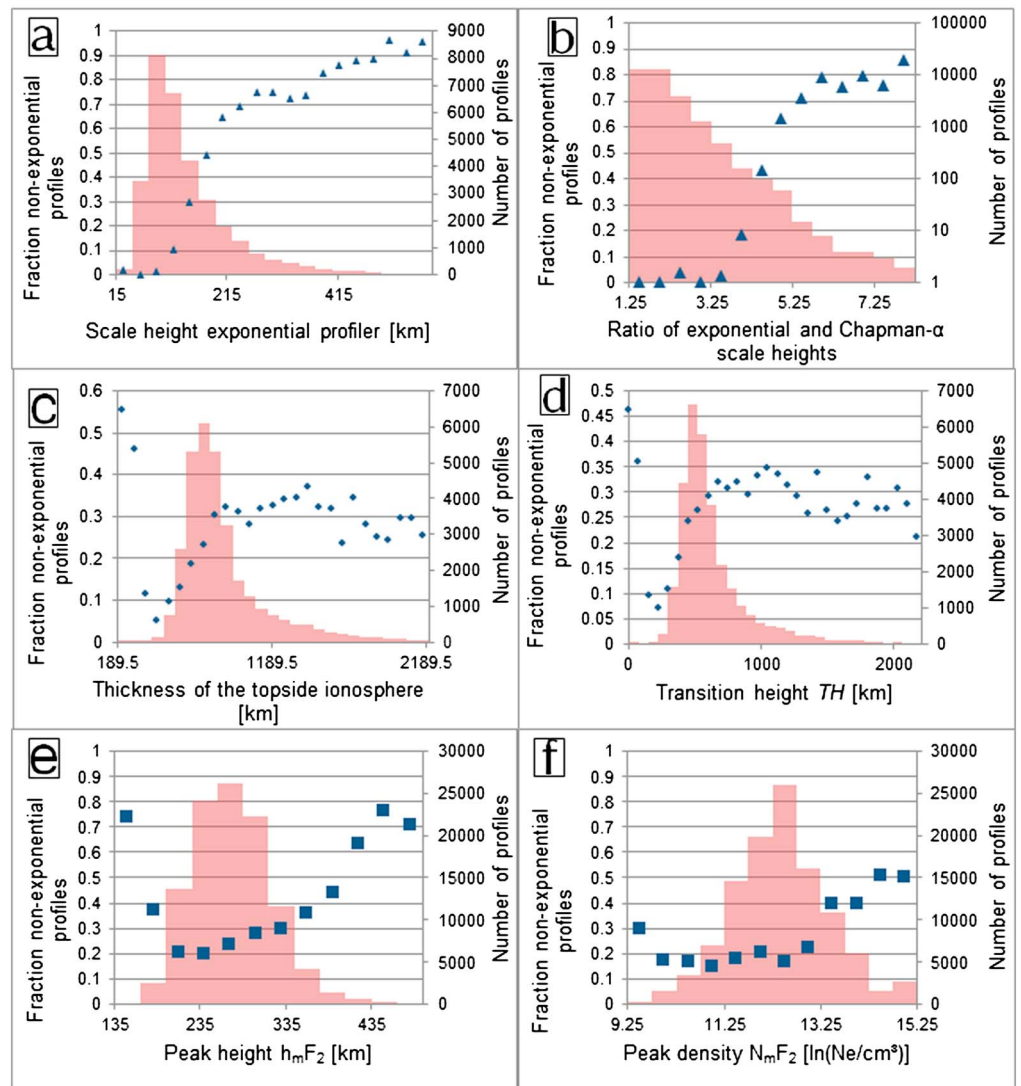 a
Fraction non-exponential
profiles
1
0.9
0.8
0.7
0.6
0.5
0.4
0.3
0.2
0.1
0
9000
8000
7000
6000
5000
4000
3000
2000
1000
0
Number of profiles
15 215 415
Scale height exponential profiler [km]
b
Fraction non-exponential
profiles
1
0.9
0.8
0.7
0.6
0.5
0.4
0.3
0.2
0.1
0
100000
10000
1000
100
10
1
Number of profiles
1.25 3.25 5.25 7.25
Ratio of exponential and Chapman-α
scale heights
c
Fraction non-exponential
profiles
0.6
0.5
0.4
0.3
0.2
0.1
0
7000
6000
5000
4000
3000
2000
1000
0
Number of profiles
189.5 1189.5 2189.5
Thickness of the topside ionosphere
[km]
d
Fraction non-exponential
profiles
0.5
0.45
0.4
0.35
0.3
0.25
0.2
0.15
0.1
0.05
0
7000
6000
5000
4000
3000
2000
1000
0
Number of profiles
0 1000 2000
Transition height TH [km]
e
Fraction non-exponential
profiles
1
0.9
0.8
0.7
0.6
0.5
0.4
0.3
0.2
0.1
0
30000
25000
20000
15000
10000
5000
0
Number of profiles
135 235 335 435
Peak height hmF2 [km]
f
Fraction non-exponential
profiles
1
0.9
0.8
0.7
0.6
0.5
0.4
0.3
0.2
0.1
0
30000
25000
20000
15000
10000
5000
0
Number of profiles
9.25 11.25 13.25 15.25
Peak density NmF2 [ln(Ne/cm³)]